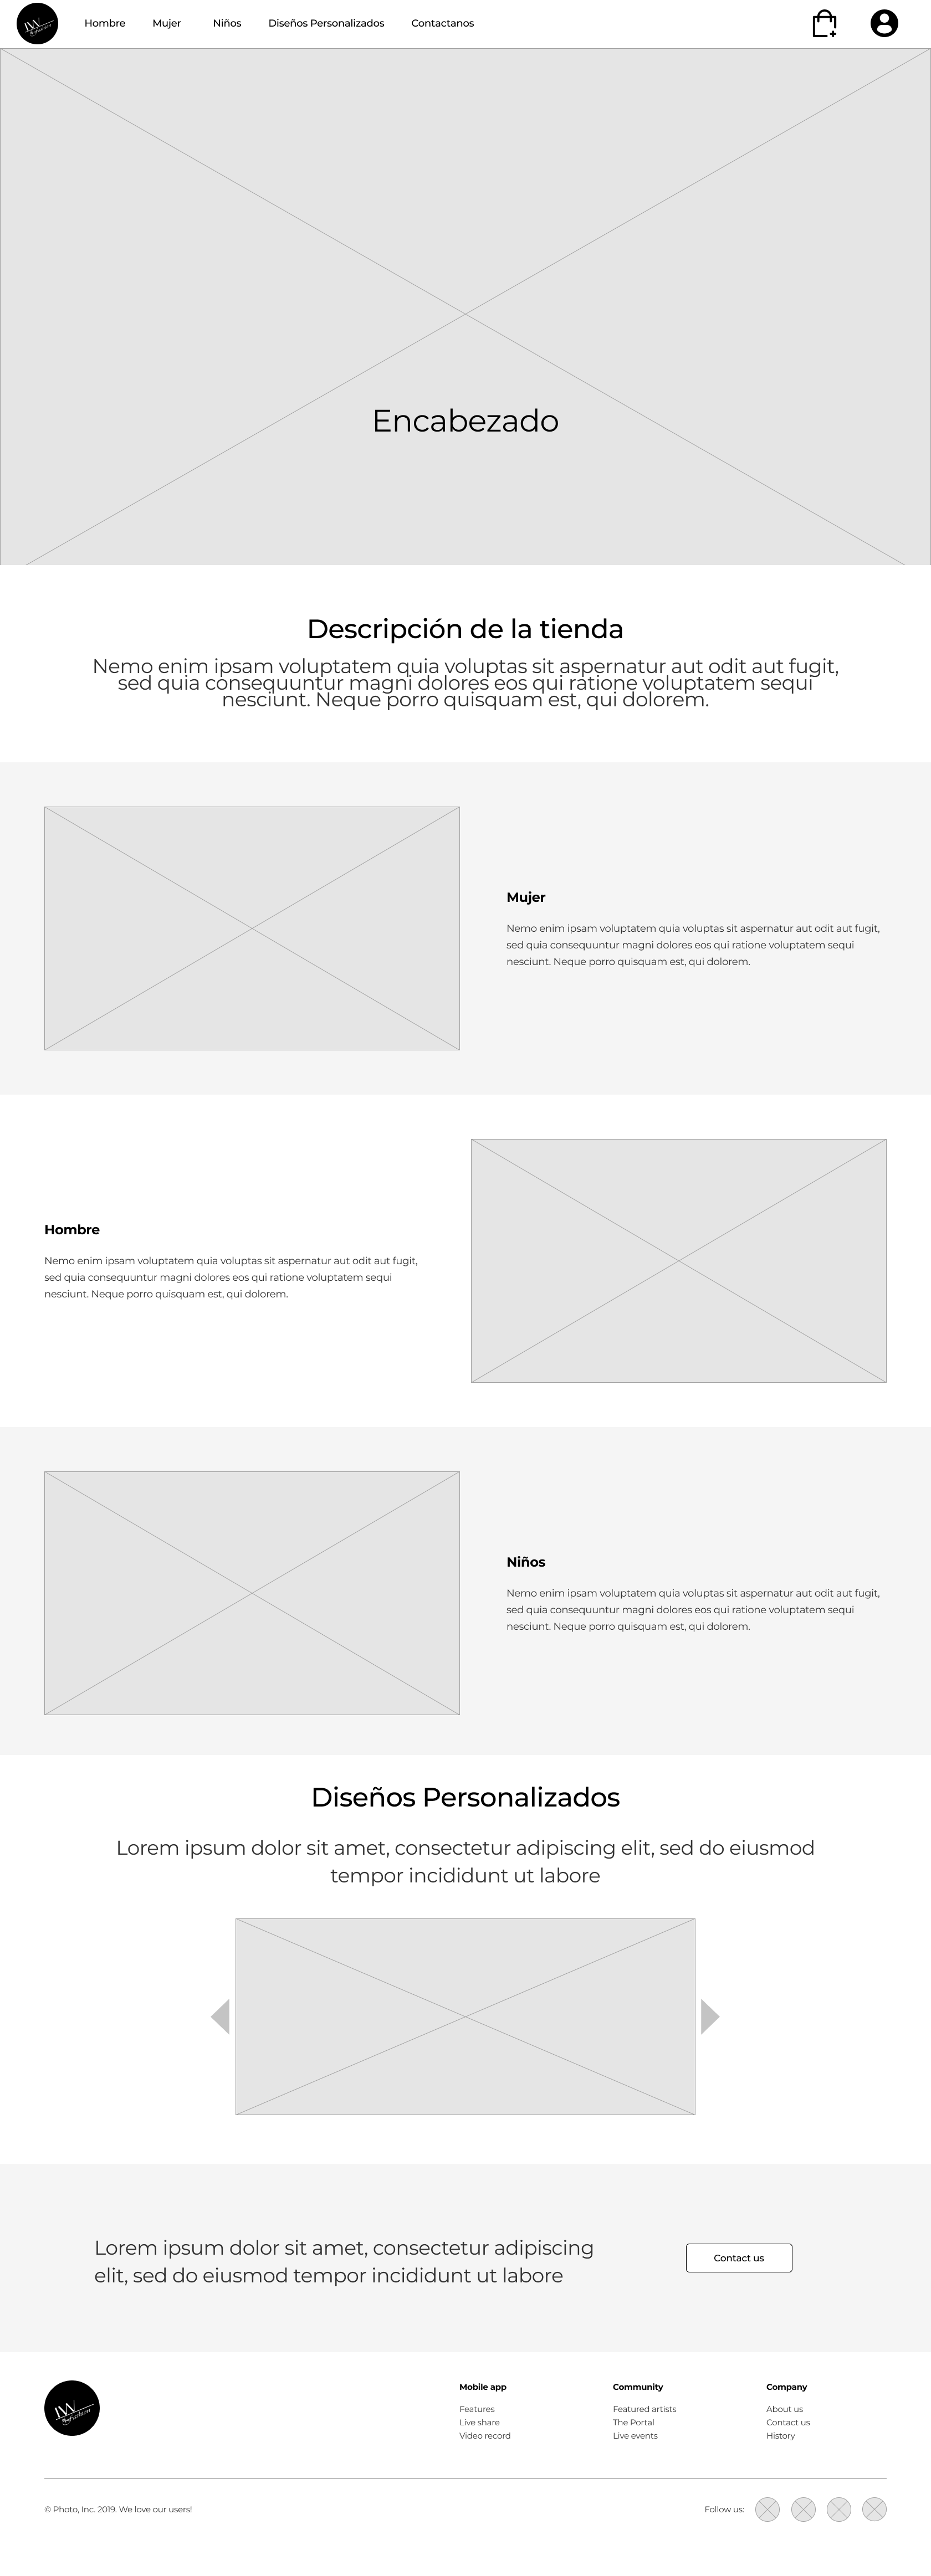 Hombre
Mujer
Niños
Diseños Personalizados
Contactanos
Encabezado
Descripción de la tienda
Nemo enim ipsam voluptatem quia voluptas sit aspernatur aut odit aut fugit,
sed quia consequuntur magni dolores eos qui ratione voluptatem sequi
nesciunt. Neque porro quisquam est, qui dolorem.
Mujer
Nemo enim ipsam voluptatem quia voluptas sit aspernatur aut odit aut fugit,
sed quia consequuntur magni dolores eos qui ratione voluptatem sequi
nesciunt. Neque porro quisquam est, qui dolorem.
Hombre
Nemo enim ipsam voluptatem quia voluptas sit aspernatur aut odit aut fugit,
sed quia consequuntur magni dolores eos qui ratione voluptatem sequi
nesciunt. Neque porro quisquam est, qui dolorem.
Niños
Nemo enim ipsam voluptatem quia voluptas sit aspernatur aut odit aut fugit,
sed quia consequuntur magni dolores eos qui ratione voluptatem sequi
nesciunt. Neque porro quisquam est, qui dolorem.
Diseños Personalizados
Lorem ipsum dolor sit amet, consectetur adipiscing elit, sed do eiusmod
tempor incididunt ut labore
Lorem ipsum dolor sit amet, consectetur adipiscing
elit, sed do eiusmod tempor incididunt ut labore
Contact us
Mobile app
Features
Live share
Video record
Community
Featured artists
The Portal
Live events
Company
About us
Contact us
History
© Photo, Inc. 2019. We love our users!
Follow us: